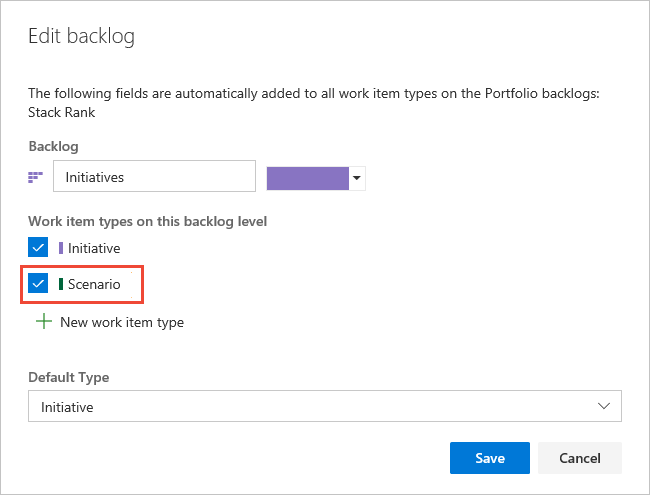 Edit backlog
The following fields are automatically added to all work item types on the Portfolio backlogs:
Stack Rank
Backlog
Initiatives
Work item types on this backlog level
Initiative
Scenario
New work item type
Default Type
Initiative
Save Cancel